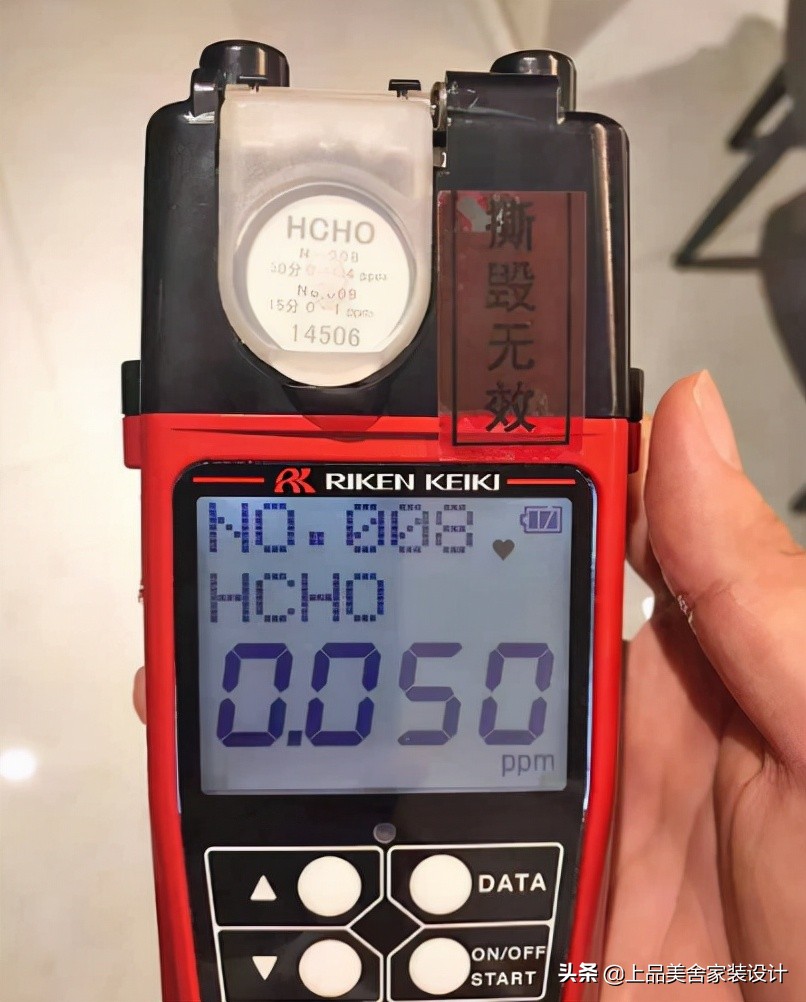 HCHO
14506
撕毁无效
RIKEN KEIKI
NO.008
HCHO
0.050
ppm
DATA
ON/OFF
START
头条 @上品美舍家装设计